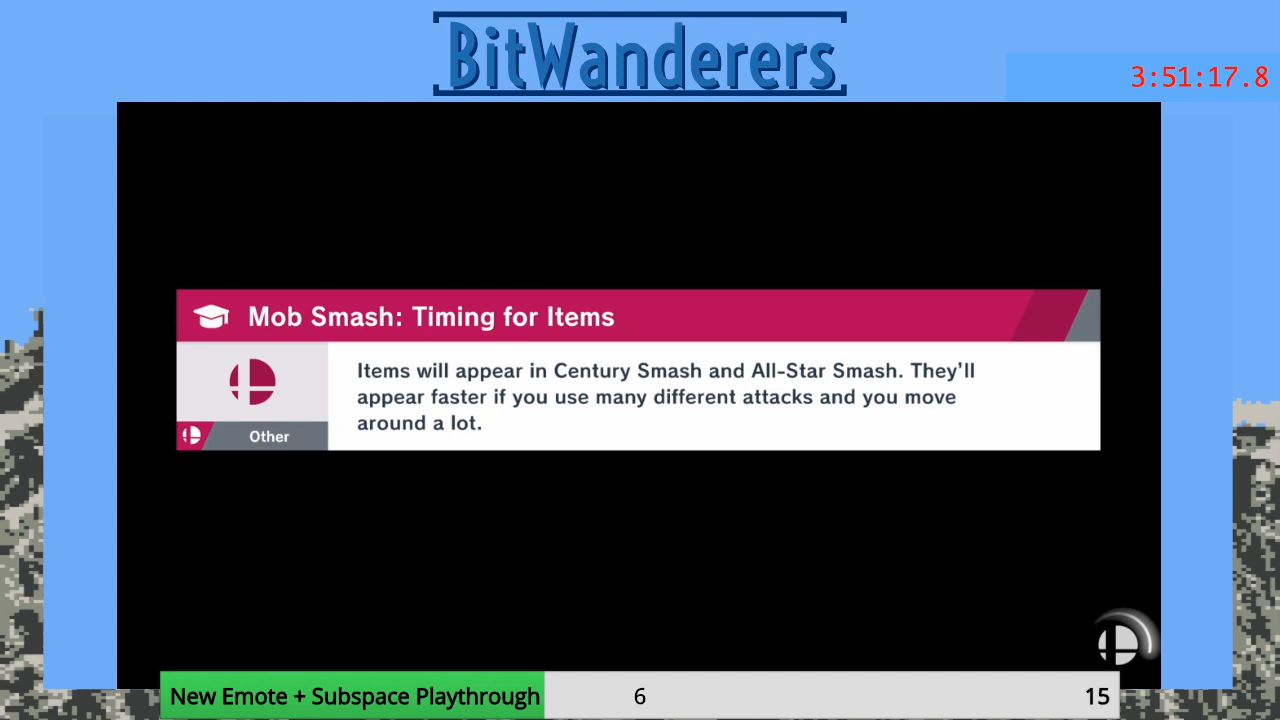 BitWanderers
3:51:17.8
Mob Smash: Timing for Items
Items will appear in Century Smash and All-Star Smash. They'll
appear faster if you use many different attacks and you move
around a lot.
Other
New Emote + Subspace Playthrough 6 15